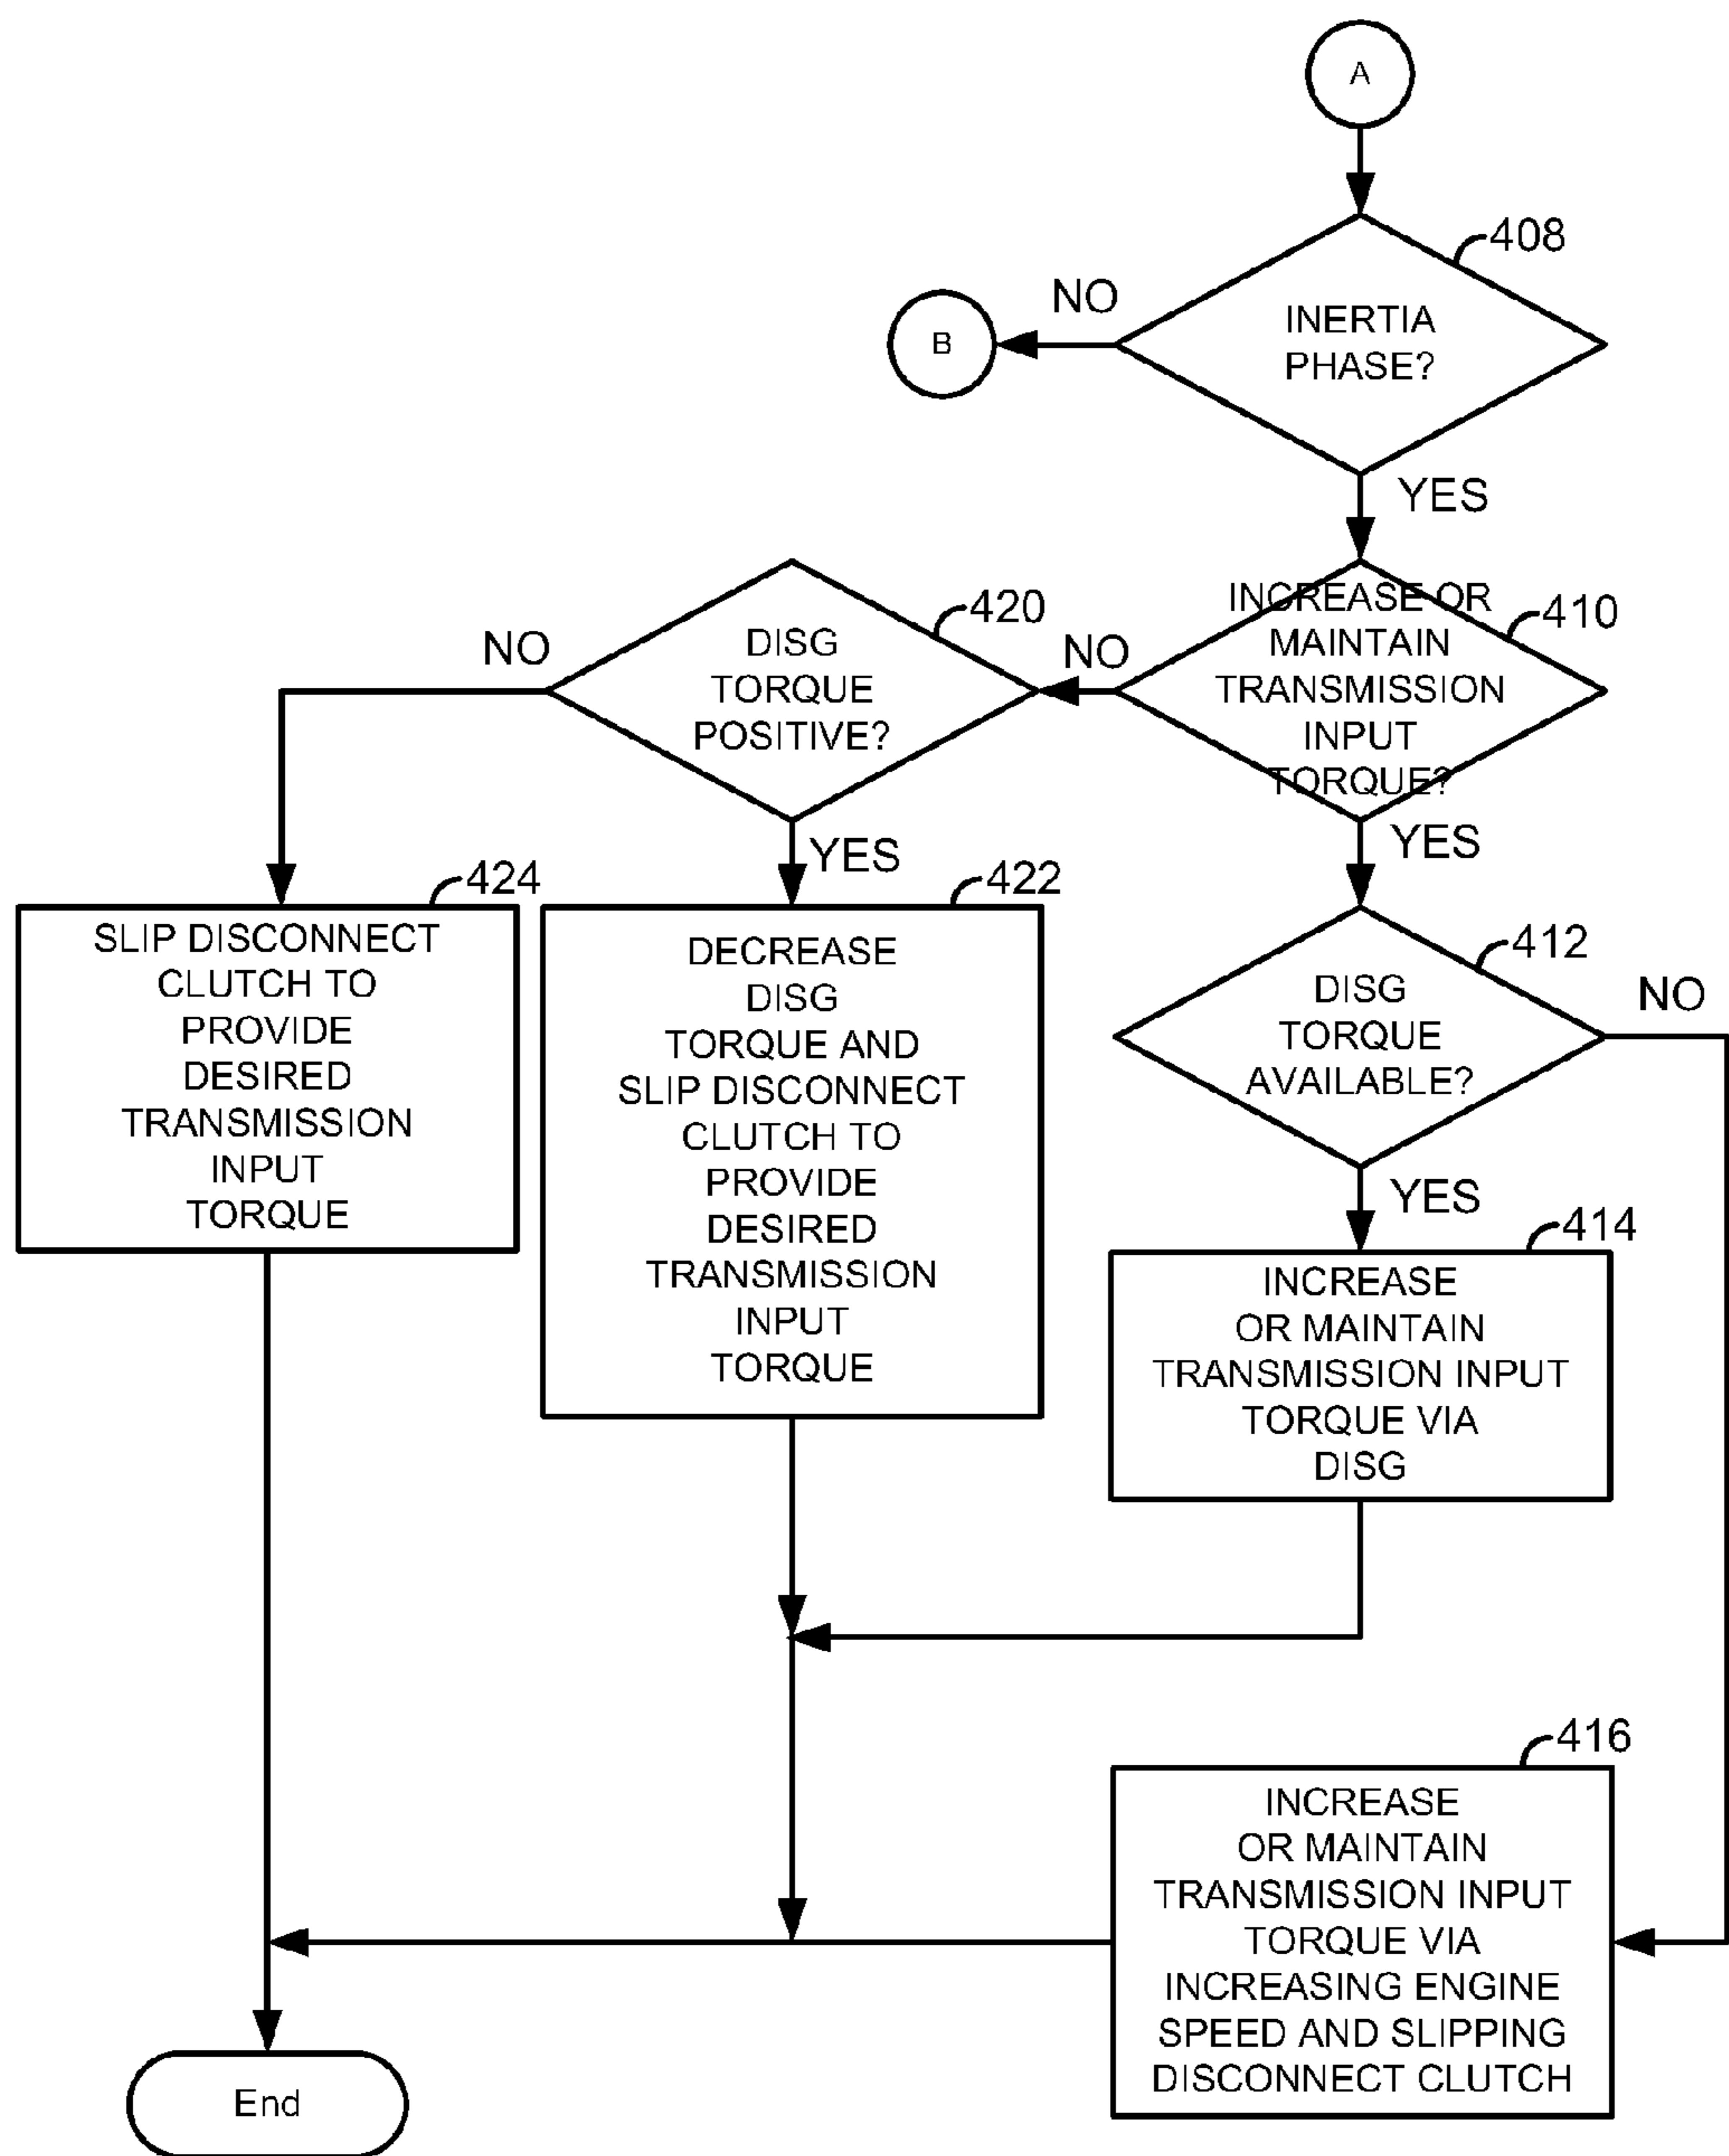 A
408
INERTIA
PHASE?
NO
B
YES
410
INCREASE OR
MAINTAIN
TRANSMISSION
INPUT
TORQUE?
NO
420
DISG
TORQUE
POSITIVE?
NO
YES
YES
424
SLIP DISCONNECT
CLUTCH TO
PROVIDE
DESIRED
TRANSMISSION
INPUT
TORQUE
422
DECREASE
DISG
TORQUE AND
SLIP DISCONNECT
CLUTCH TO
PROVIDE
DESIRED
TRANSMISSION
INPUT
TORQUE
412
DISG
TORQUE
AVAILABLE?
NO
YES
414
INCREASE
OR MAINTAIN
TRANSMISSION INPUT
TORQUE VIA
DISG
416
INCREASE
OR MAINTAIN
TRANSMISSION INPUT
TORQUE VIA
INCREASING ENGINE
SPEED AND SLIPPING
DISCONNECT CLUTCH
End